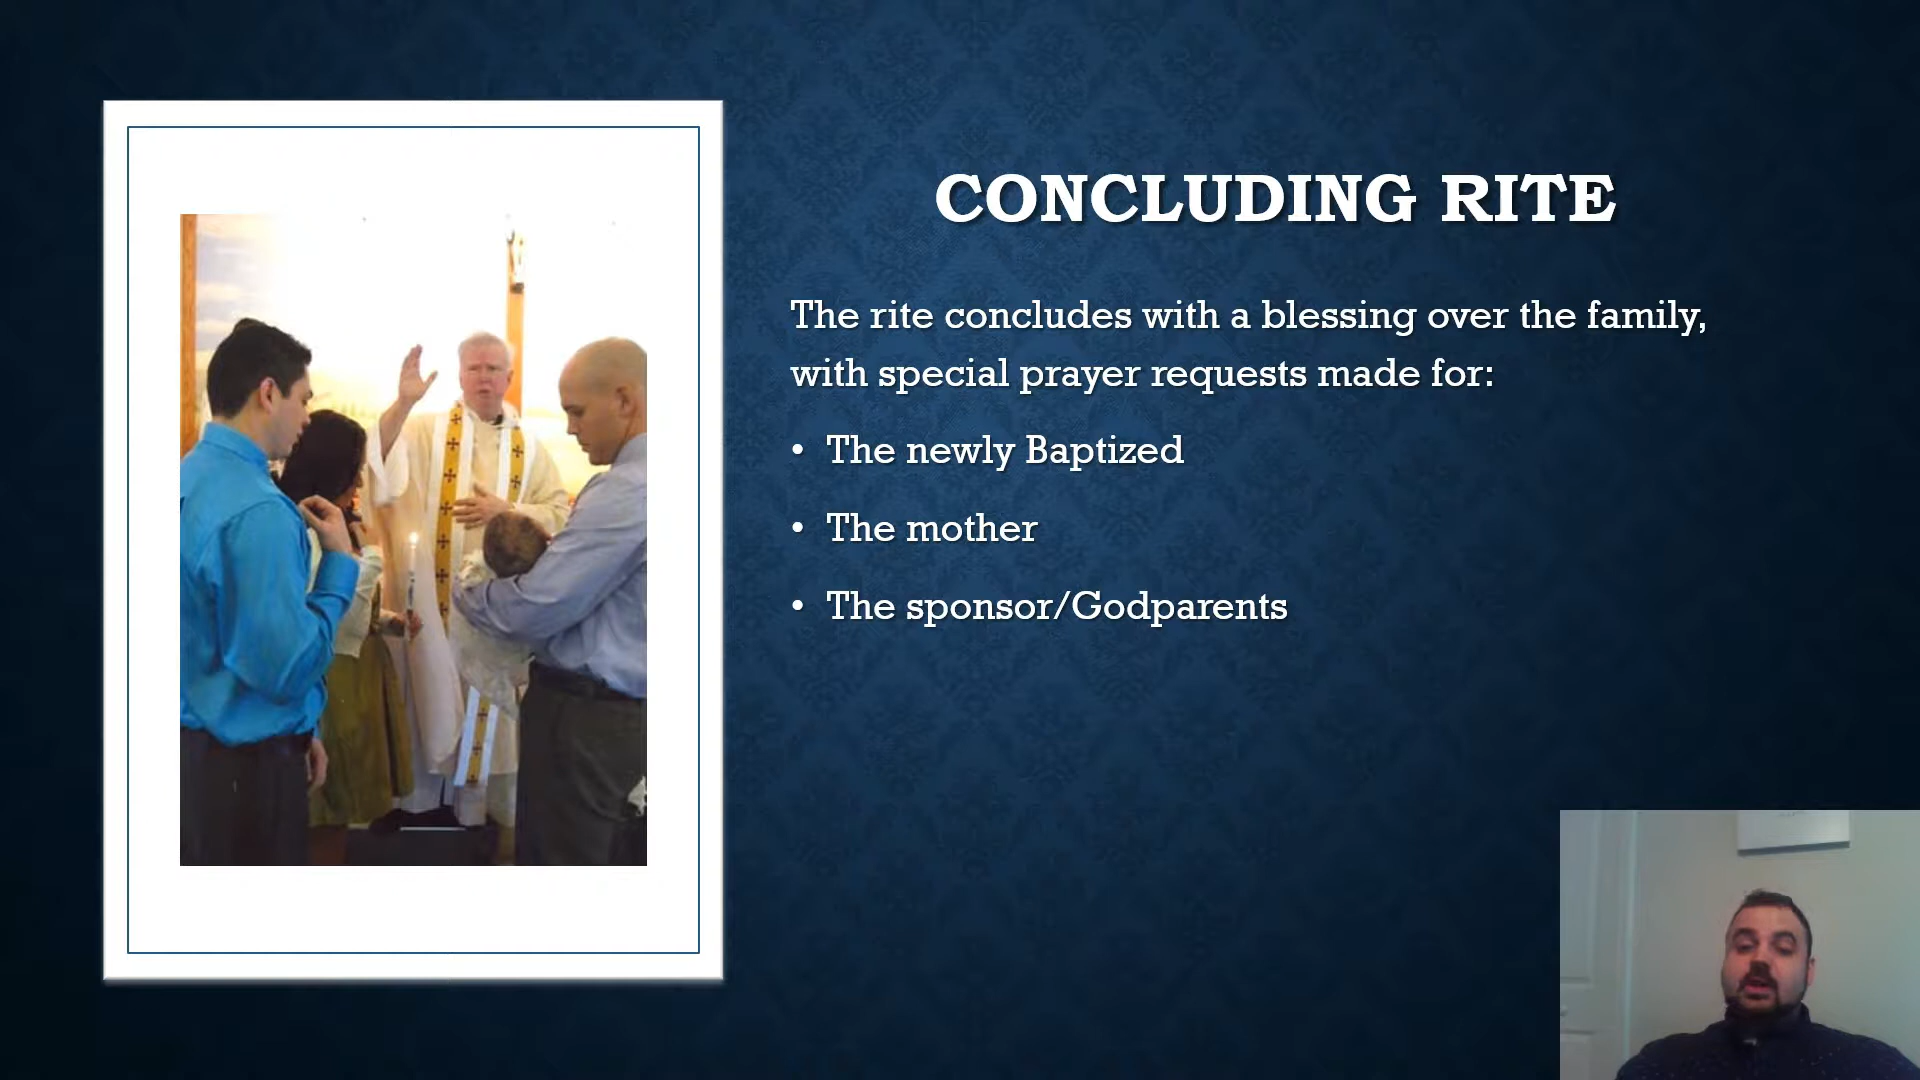 CONCLUDING RITE
The rite concludes with a blessing over the family,
with special prayer requests made for:
• The newly Baptized
• The mother
• The sponsor/Godparents